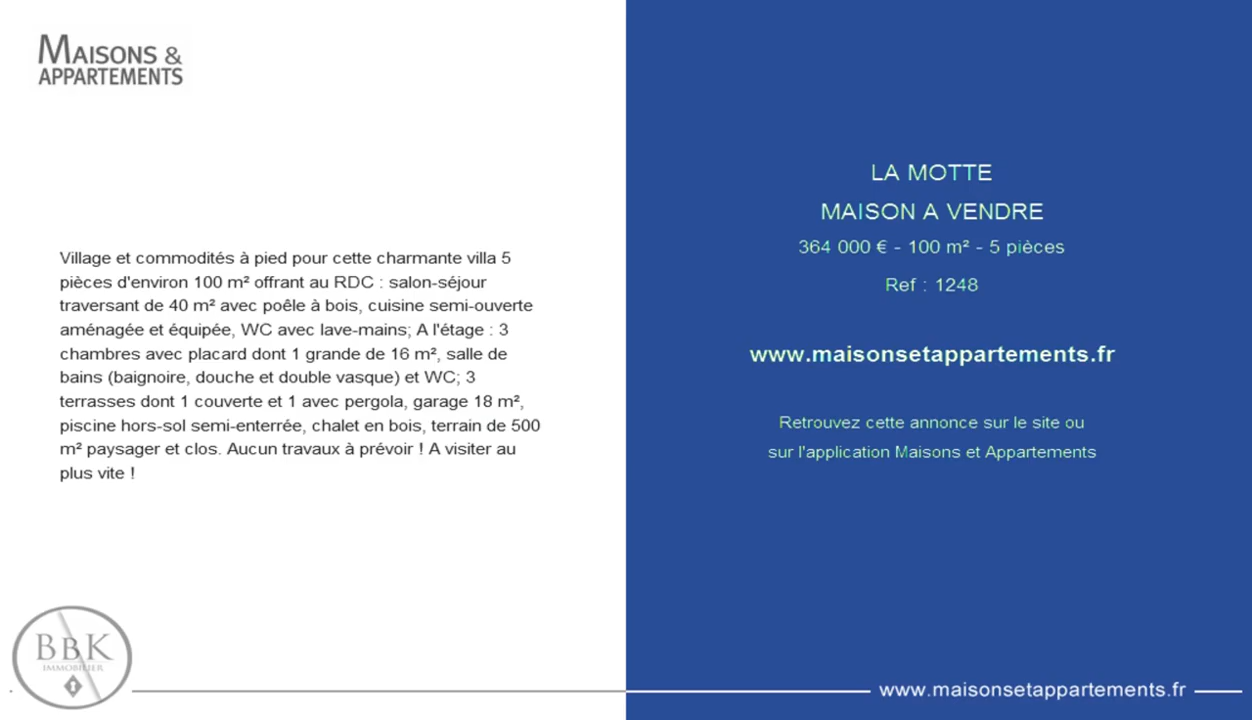 MAISONS &
APPARTEMENTS
Village et commodités à pied pour cette charmante villa 5
pièces d'environ 100 m² offrant au RDC : salon-séjour
traversant de 40 m² avec poêle à bois, cuisine semi-ouverte
aménagée et équipée, WC avec lave-mains; A l'étage : 3
chambres avec placard dont 1 grande de 16 m², salle de
bains (baignoire, douche et double vasque) et WC; 3
terrasses dont 1 couverte et 1 avec pergola, garage 18 m²,
piscine hors-sol semi-enterrée, chalet en bois, terrain de 500
m² paysager et clos. Aucun travaux à prévoir ! A visiter au
plus vite !
BBK
IMMOBILIER
LA MOTTE
MAISON A VENDRE
364 000 € - 100 m² - 5 pièces
Ref : 1248
www.maisonsetappartements.fr
Retrouvez cette annonce sur le site ou
sur l'application Maisons et Appartements
www.maisonsetappartements.fr